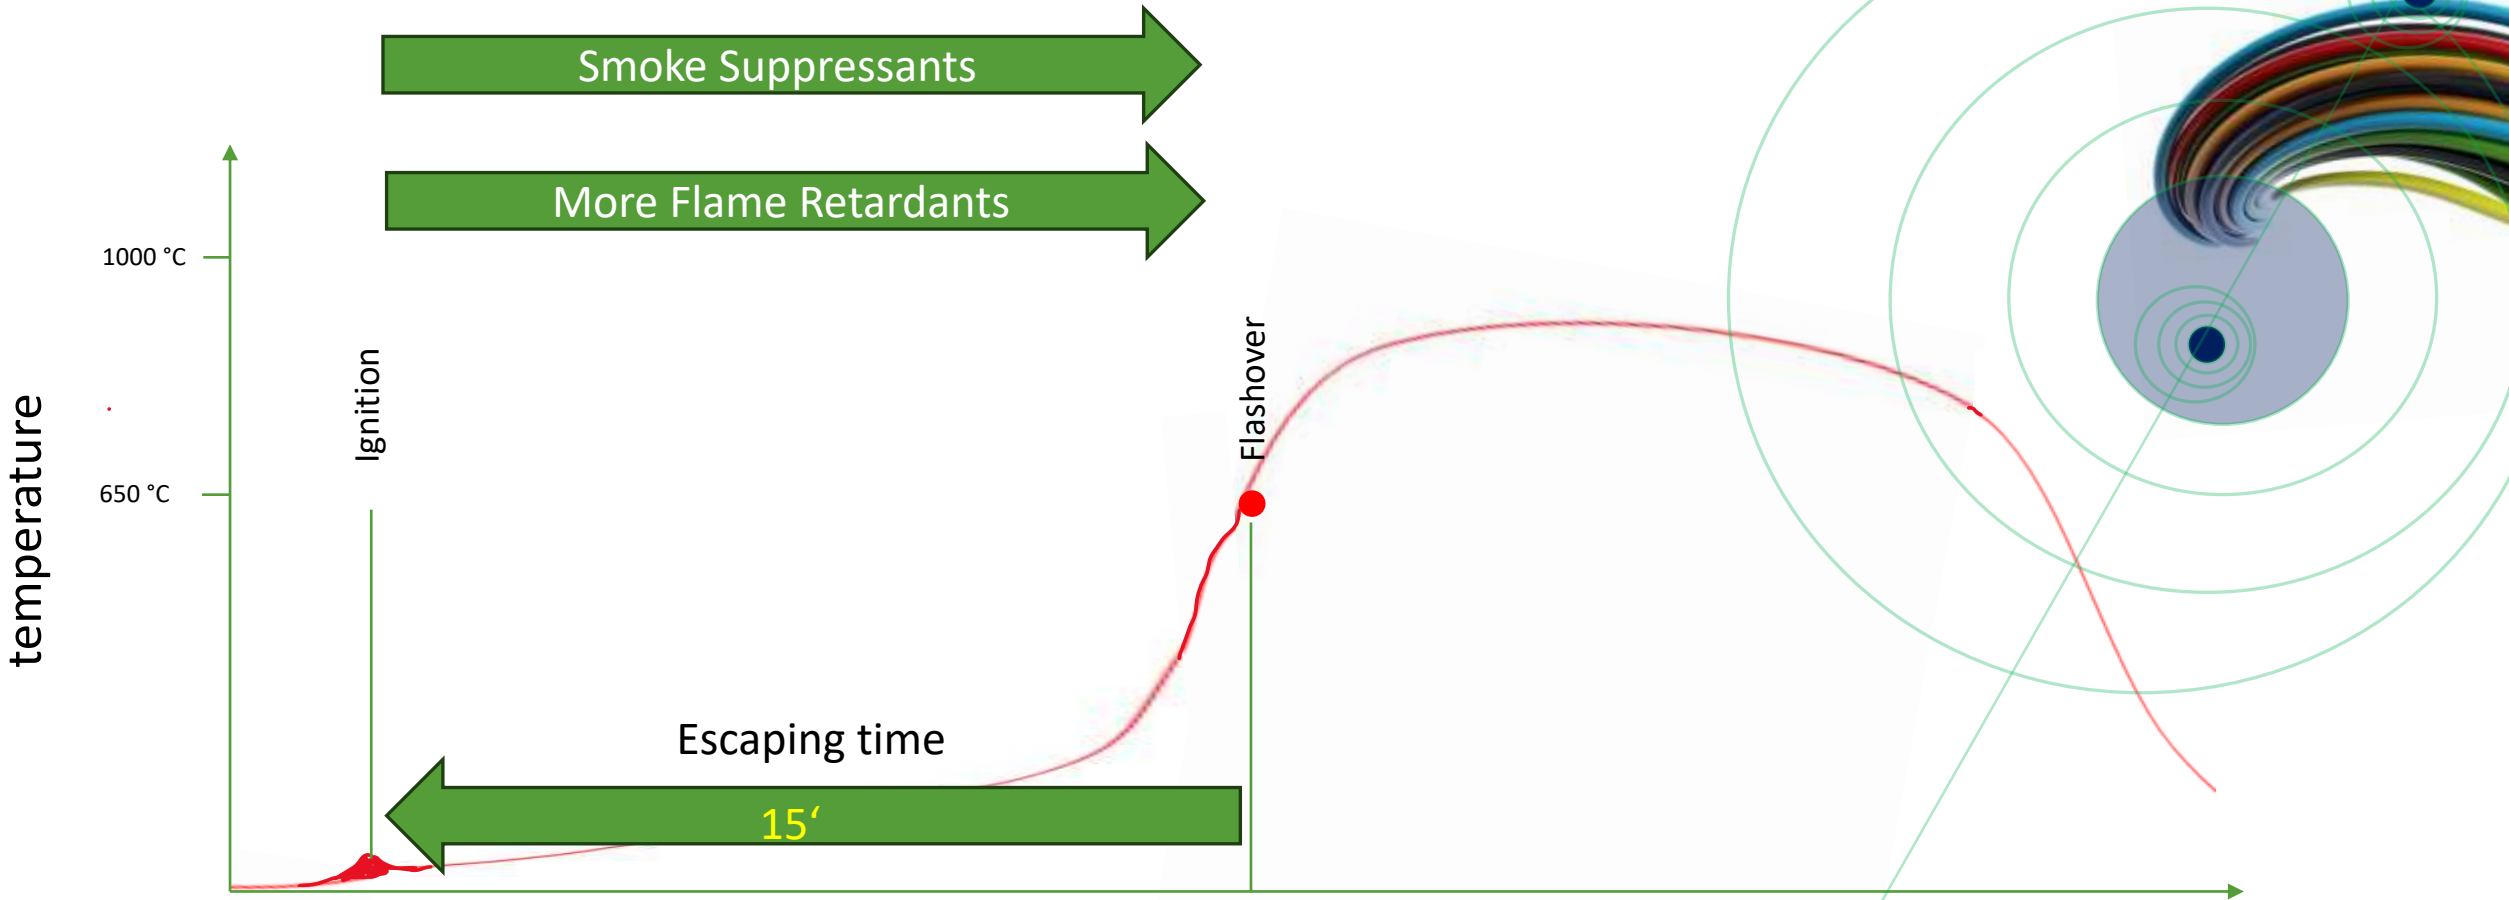 Smoke Suppressants
More Flame Retardants
1000 °C
Ignition
Flashover
temperature
650 °C
Escaping time
15‘